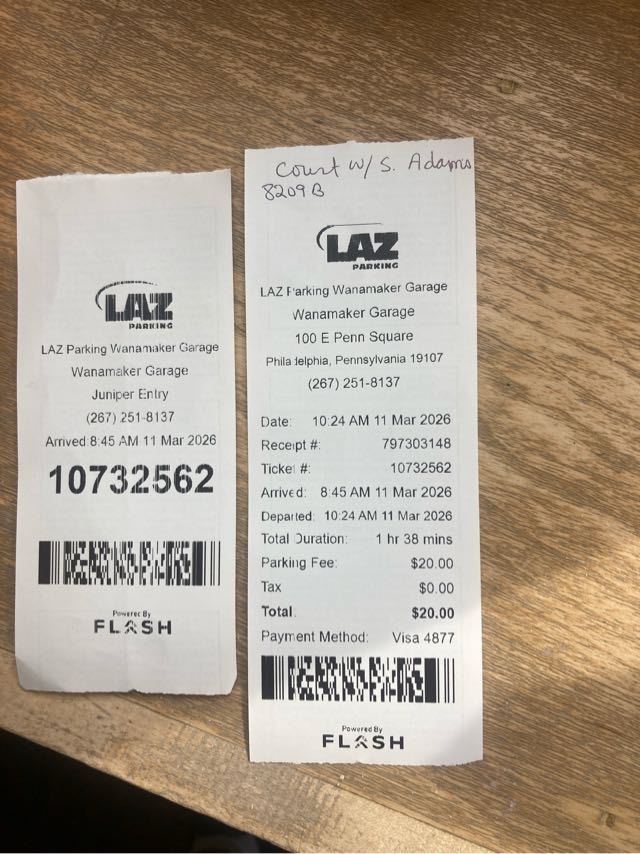 LAZ
PARKING
LAZ Parking Wanamaker Garage
Wanamaker Garage
Juniper Entry
(267) 251-8137
Arrived 8:45 AM 11 Mar 2026
10732562
Powered By
FLASH
Court w/ S. Adams
8209 B
LAZ
PARKING
LAZ Parking Wanamaker Garage
Wanamaker Garage
100 E Penn Square
Philadelphia, Pennsylvania 19107
(267) 251-8137
Date: 10:24 AM 11 Mar 2026
Receipt #: 797303148
Ticket #: 10732562
Arrived: 8:45 AM 11 Mar 2026
Departed: 10:24 AM 11 Mar 2026
Total Duration: 1 hr 38 mins
Parking Fee: $20.00
Tax $0.00
Total: $20.00
Payment Method: Visa 4877
Powered By
FLASH